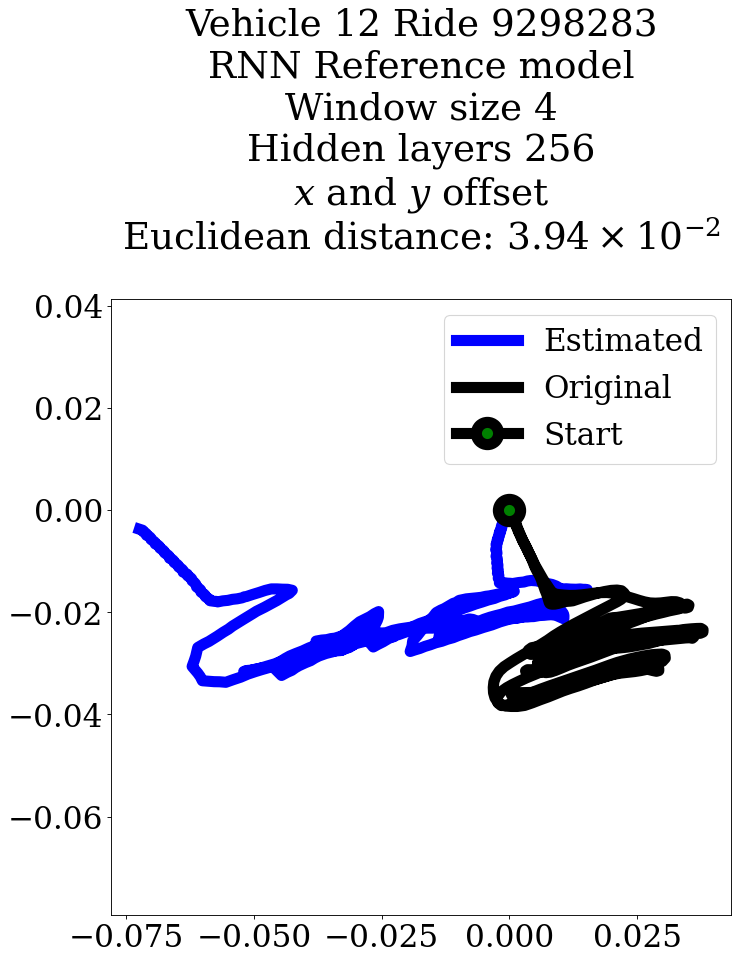 Vehicle 12 Ride 9298283
RNN Reference model
Window size 4
Hidden layers 256
x and y offset
Euclidean distance: 3.94 × 10⁻²
0.04
0.02
0.00
−0.02
−0.04
−0.06
Estimated
Original
Start
−0.075 −0.050 −0.025 0.000 0.025